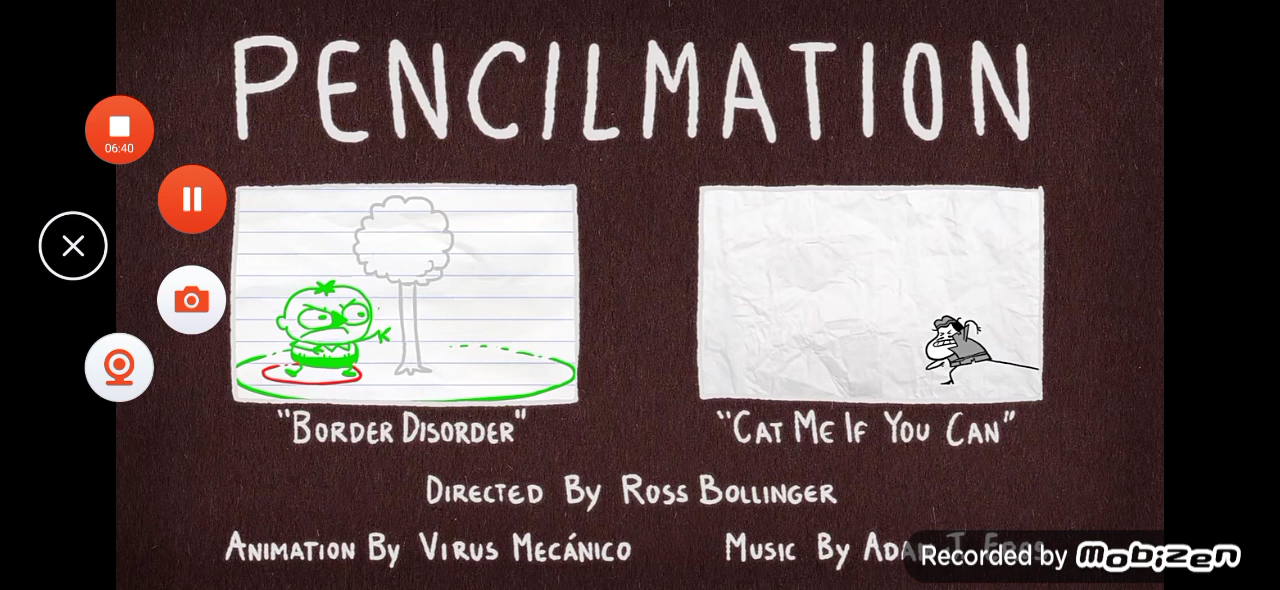 PENCILMATION
06:40
"BORDER DISORDER"
"CAT ME IF YOU CAN"
DIRECTED BY ROSS BOLLINGER
ANIMATION BY VIRUS MECÁNICO
MUSIC BY ADAM T.
Recorded by mobizen